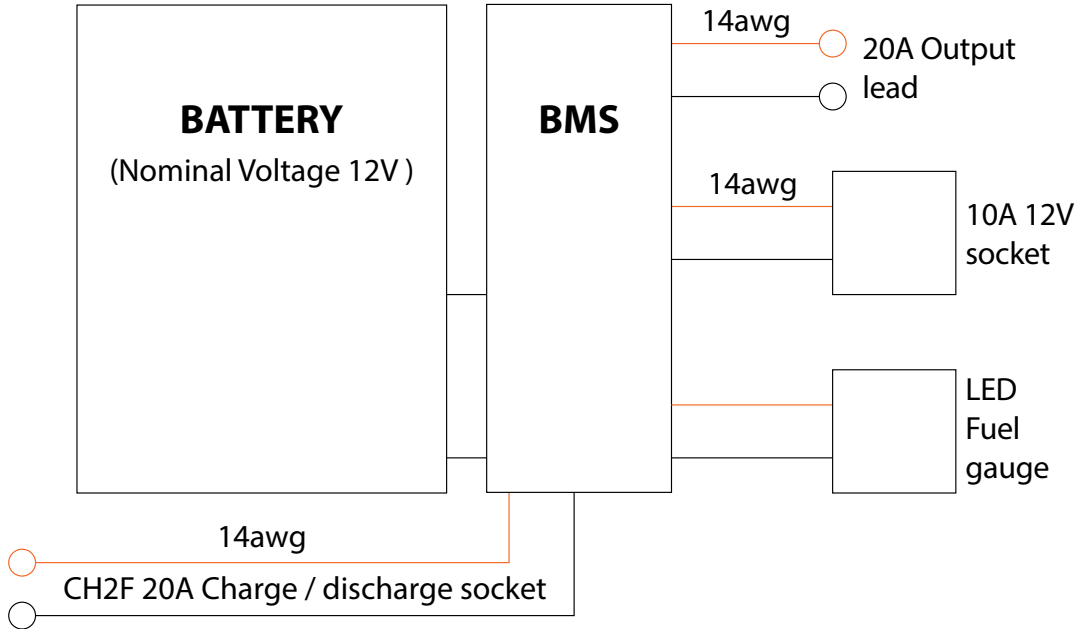 BATTERY
(Nominal Voltage 12V )
BMS
14awg
20A Output
lead
14awg
10A 12V
socket
LED
Fuel
gauge
14awg
CH2F 20A Charge / discharge socket